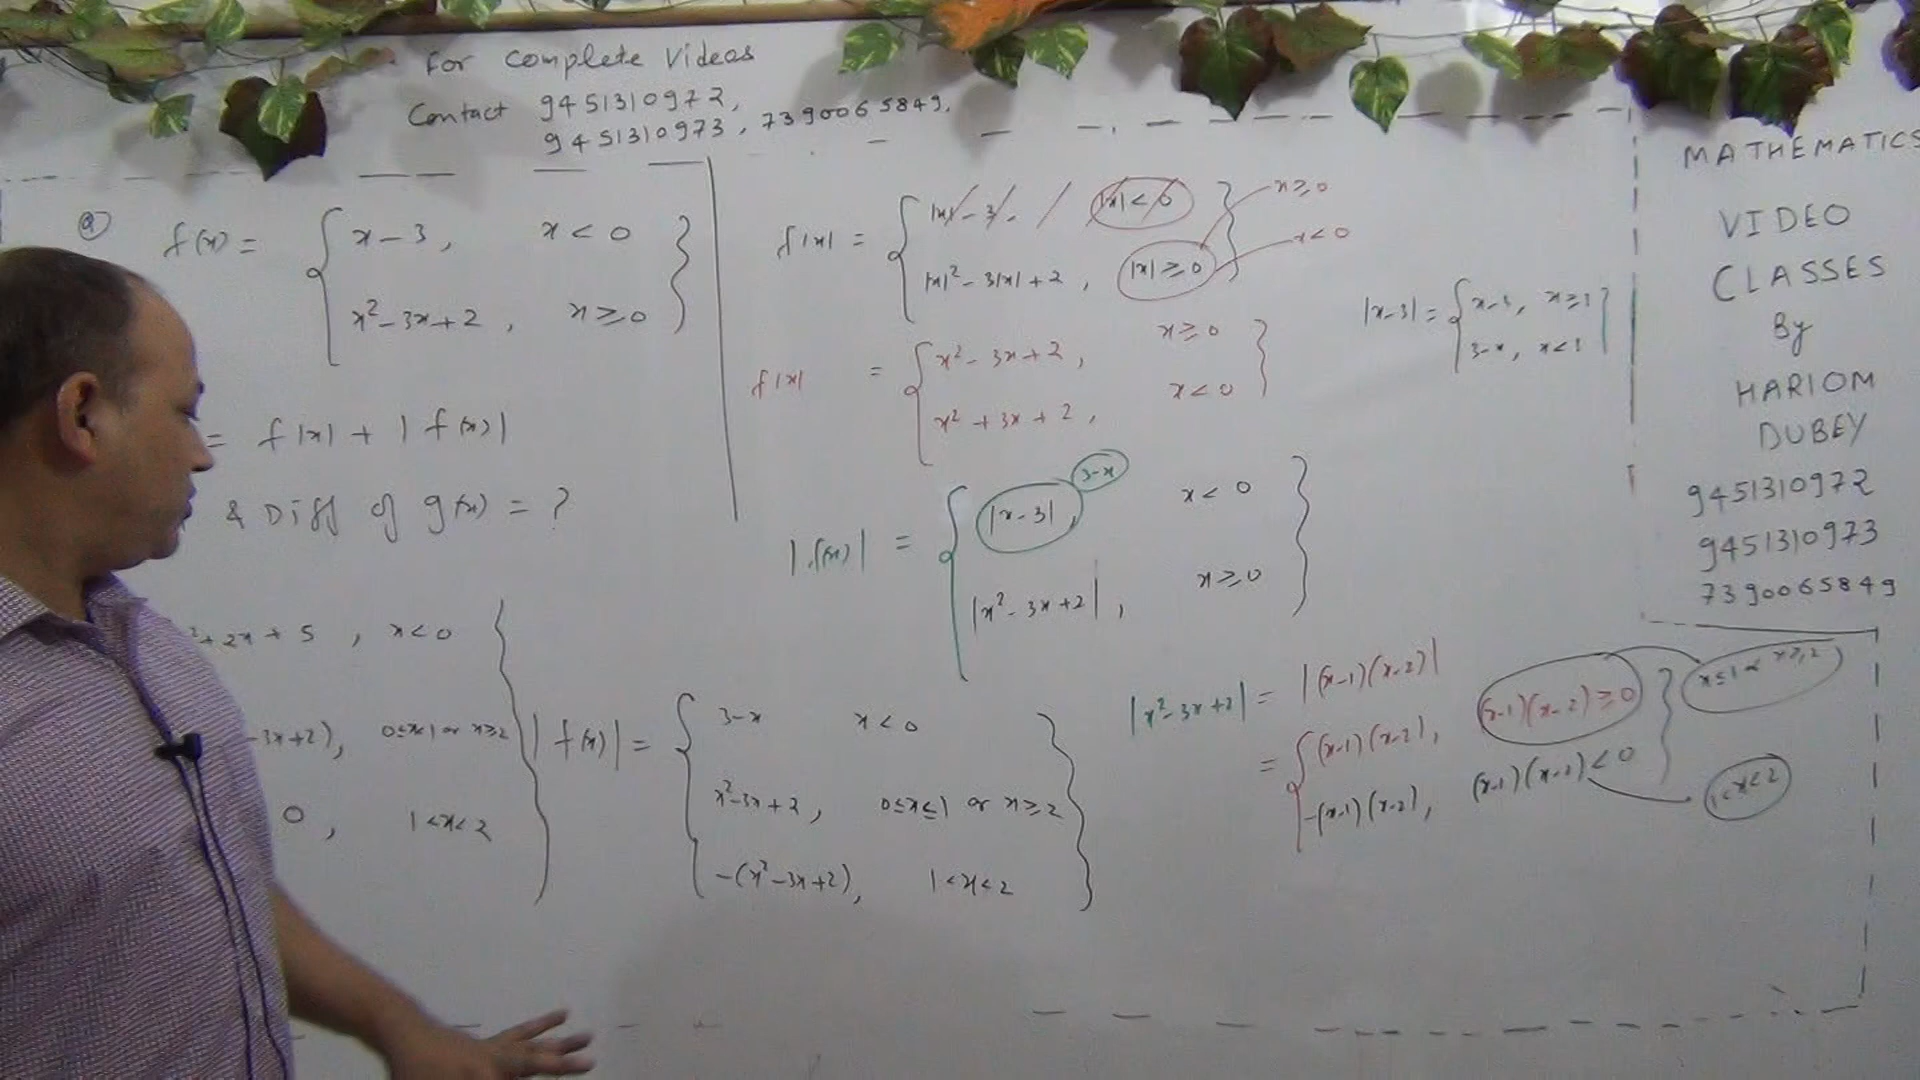 For Complete Videos
Contact 9451310972,
9451310973, 7390065849.
Q f(x) = { x-3, x<0
x²-3x+2, x≥0 }
= f|x| + |f(x)|
& Diff of g(x) = ?
²+2x+5, x<0
-3x+2), 0≤x≤1 or x≥2
0, 1<x<2 }
f|x| = { |x|-3. |x|<0 x≥0
|x|²-3|x|+2, |x|≥0 } x<0
f|x| = { x²-3x+2, x≥0
x²+3x+2, x<0 }
|x-3| = { x-3, x≥3
3-x, x<3 }
|f(x)| = { |x-3|, 3-x x<0
|x²-3x+2|, x≥0 }
|f(x)| = { 3-x x<0
x²-3x+2, 0≤x≤1 or x≥2
-(x²-3x+2), 1<x<2 }
|x²-3x+2| = |(x-1)(x-2)|
= { (x-1)(x-2), (x-1)(x-2)≥0 } x≤1 or x≥2
-(x-1)(x-2), (x-1)(x-2)<0 1<x<2
MATHEMATICS
VIDEO
CLASSES
By
HARIOM
DUBEY
9451310972
9451310973
7390065849